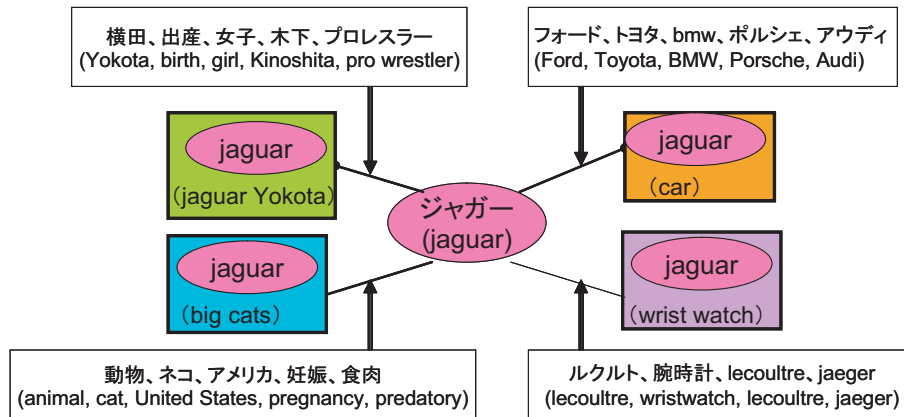 横田、出産、女子、木下、プロレスラー
(Yokota, birth, girl, Kinoshita, pro wrestler)
フォード、トヨタ、bmw、ポルシェ、アウディ
(Ford, Toyota, BMW, Porsche, Audi)
jaguar
(jaguar Yokota)
jaguar
(car)
ジャガー
(jaguar)
jaguar
(big cats)
jaguar
(wrist watch)
動物、ネコ、アメリカ、妊娠、食肉
(animal, cat, United States, pregnancy, predatory)
ルクルト、腕時計、lecoultre、jaeger
(lecoultre, wristwatch, lecoultre, jaeger)